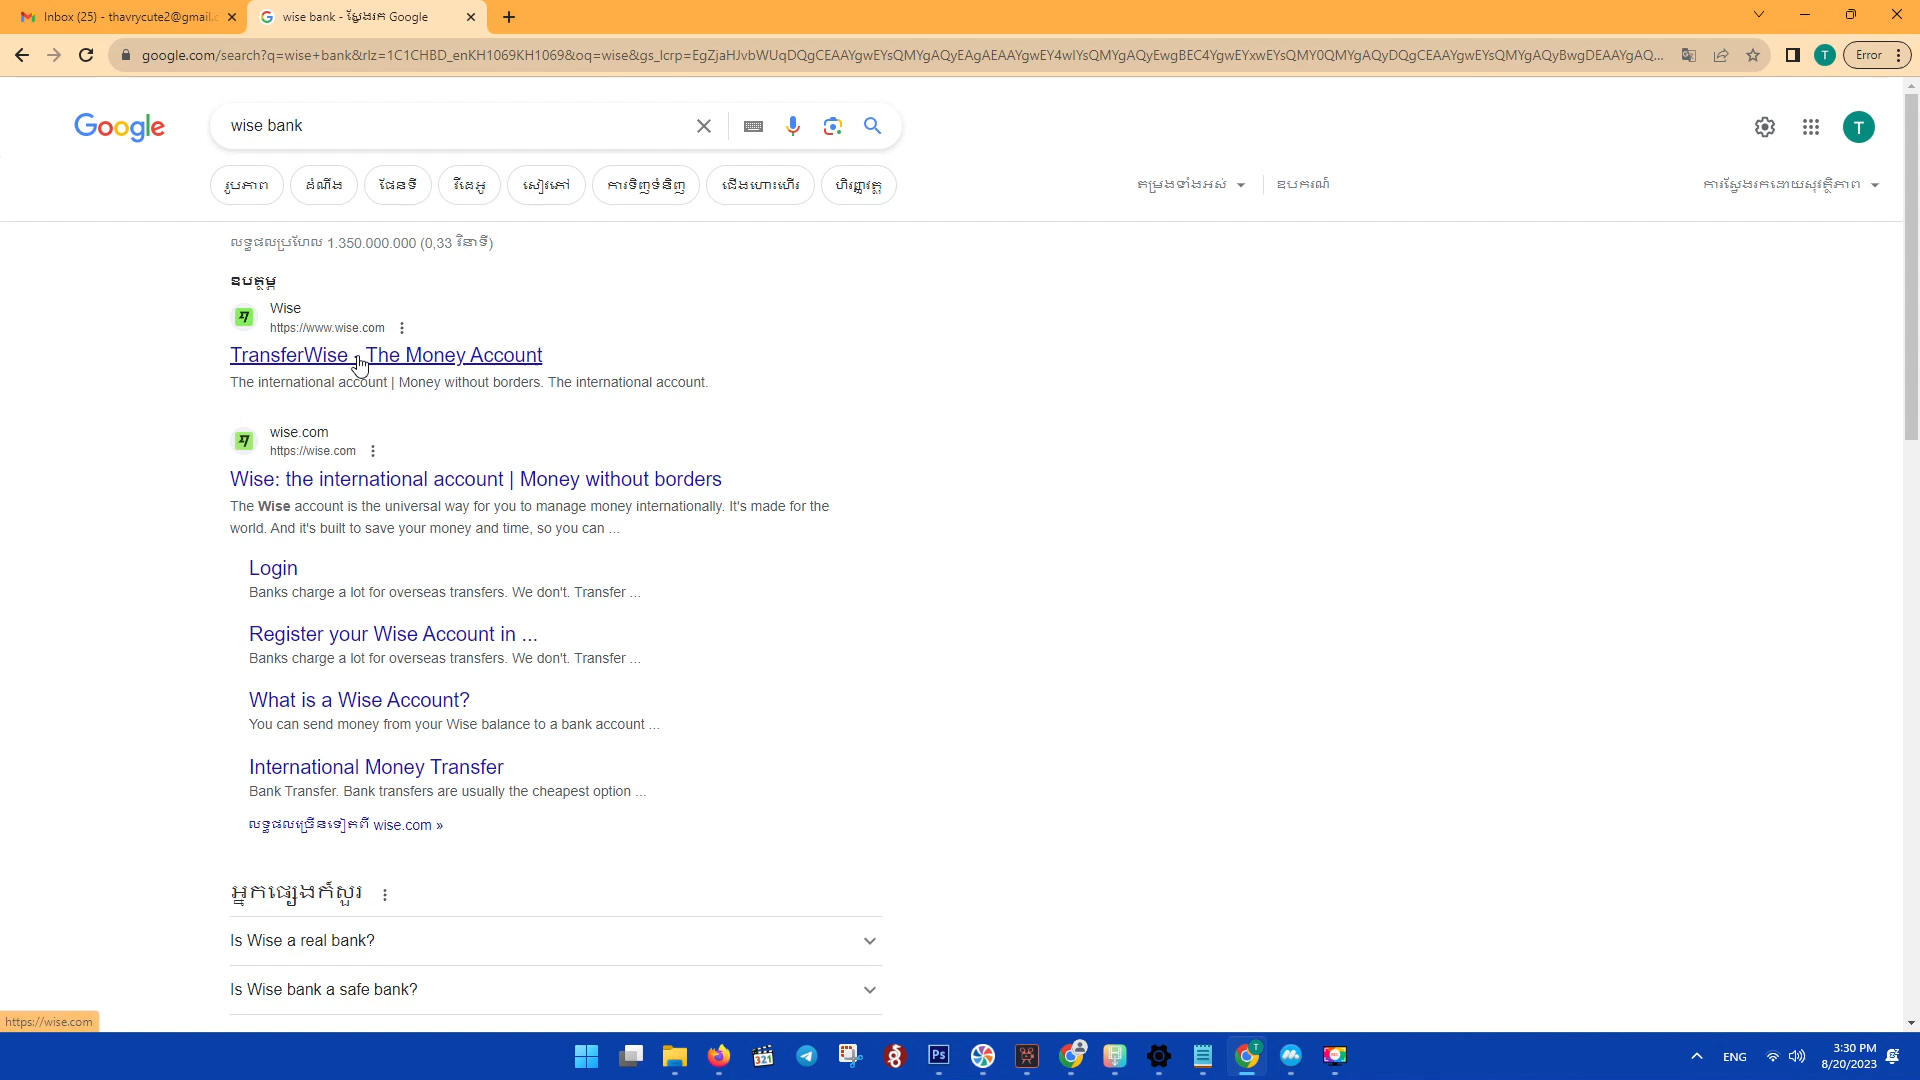 Inbox (25) - thavrycute2@gmail.c
wise bank - ស្វែងរក Google
google.com/search?q=wise+bank&rlz=1C1CHBD_enKH1069KH1069&oq=wise&gs_lcrp=EgZjaHJvbWUqDQgCEAAYgwEYsQMYgAQyEAgAEAAYgwEY4wIYsQMYgAQyEwgBEC4YgwEYxwEYsQMY0QMYgAQyDQgCEAAYgwEYsQMYgAQyBwgDEAAYgAQ...
T
Error
Google
wise bank
T
រូបភាព
ដំណឹង
ផែនទី
វីដេអូ
សៀវភៅ
ការទិញទំនិញ
ជើងហោះហើរ
ហិរញ្ញវត្ថុ
តម្រងទាំងអស់
ឧបករណ៍
ការស្វែងរកដោយសុវត្ថិភាព
លទ្ធផលប្រហែល 1.350.000.000 (0,33 វិនាទី)
ឧបត្ថម្ភ
Wise
https://www.wise.com
TransferWise - The Money Account
The international account | Money without borders. The international account.
wise.com
https://wise.com
Wise: the international account | Money without borders
The Wise account is the universal way for you to manage money internationally. It's made for the
world. And it's built to save your money and time, so you can ...
Login
Banks charge a lot for overseas transfers. We don't. Transfer ...
Register your Wise Account in ...
Banks charge a lot for overseas transfers. We don't. Transfer ...
What is a Wise Account?
You can send money from your Wise balance to a bank account ...
International Money Transfer
Bank Transfer. Bank transfers are usually the cheapest option ...
លទ្ធផលច្រើនទៀតពី wise.com »
អ្នកផ្សេងក៏សួរ
Is Wise a real bank?
Is Wise bank a safe bank?
https://wise.com
321
Ps
T
ENG
3:30 PM
8/20/2023